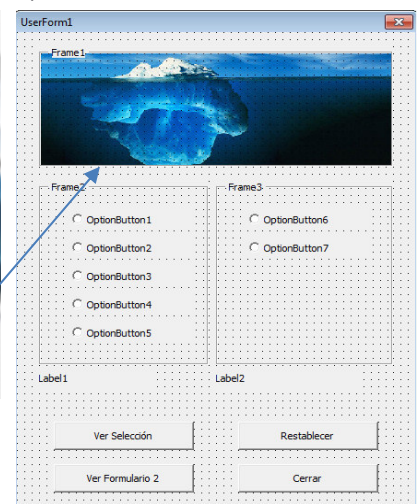 UserForm1
Frame1
Frame2
Frame3
OptionButton1
OptionButton6
OptionButton2
OptionButton7
OptionButton3
OptionButton4
OptionButton5
Label1
Label2
Ver Selección
Restablecer
Ver Formulario 2
Cerrar